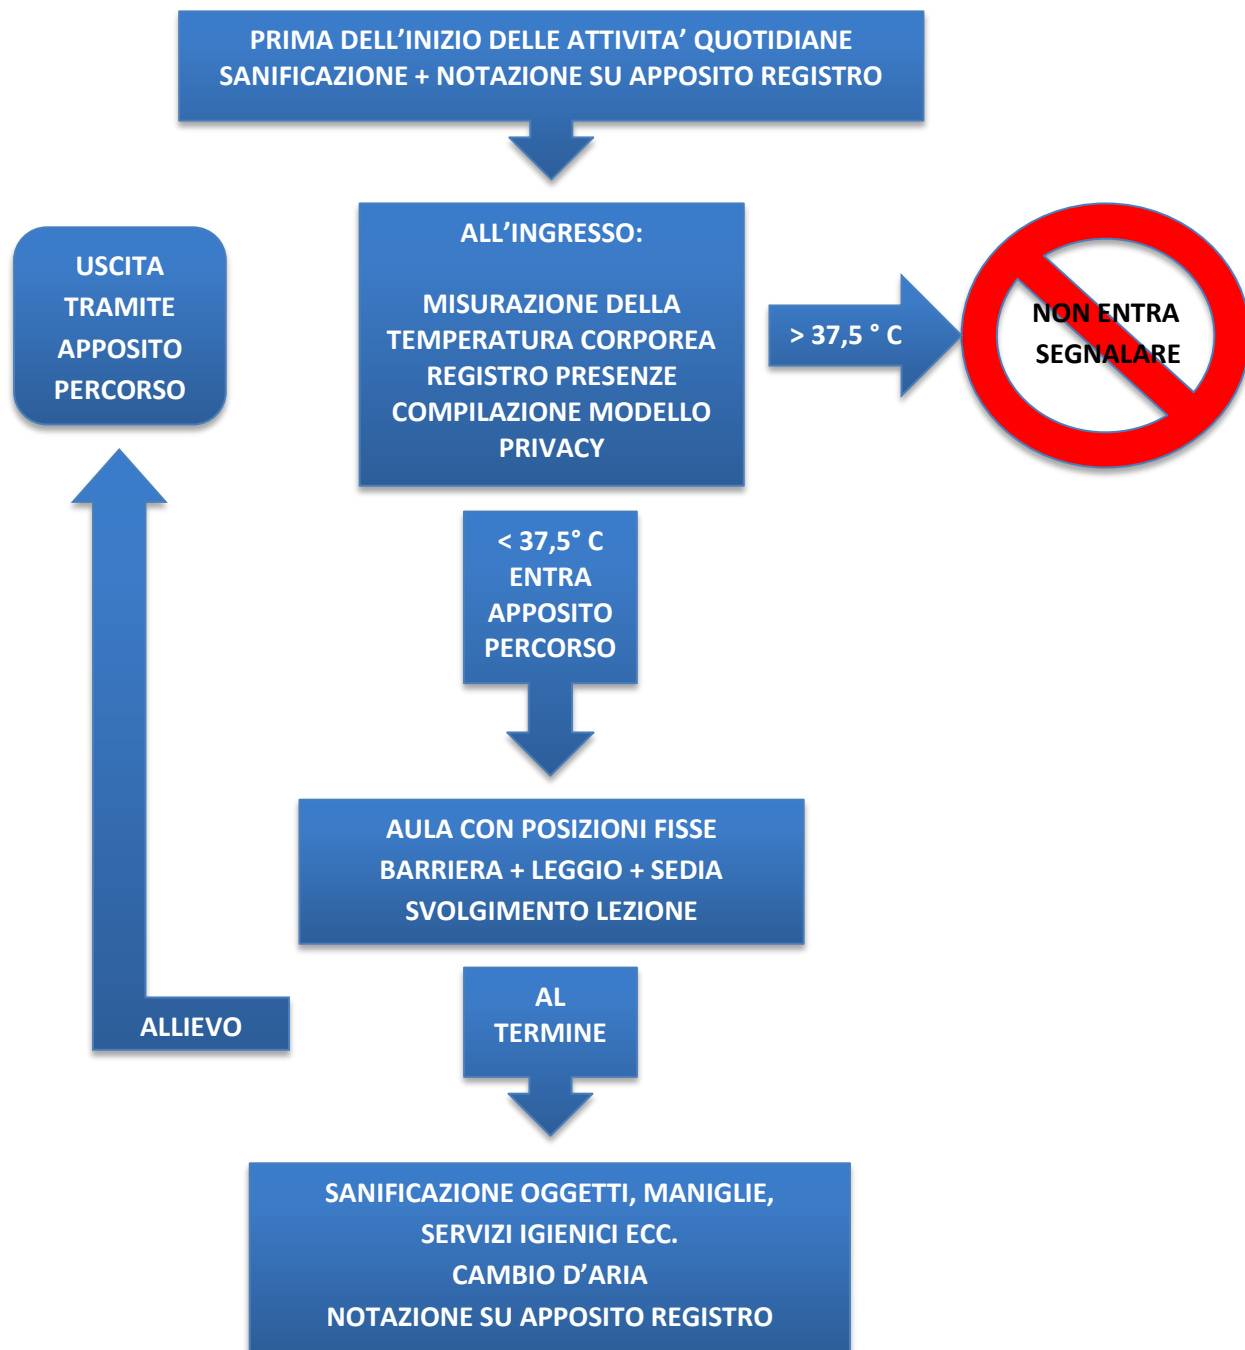 PRIMA DELL’INIZIO DELLE ATTIVITA’ QUOTIDIANE
SANIFICAZIONE + NOTAZIONE SU APPOSITO REGISTRO
ALL’INGRESSO:
MISURAZIONE DELLA
TEMPERATURA CORPOREA
REGISTRO PRESENZE
COMPILAZIONE MODELLO
PRIVACY
> 37,5 ° C
NON ENTRA
SEGNALARE
USCITA
TRAMITE
APPOSITO
PERCORSO
< 37,5° C
ENTRA
APPOSITO
PERCORSO
AULA CON POSIZIONI FISSE
BARRIERA + LEGGIO + SEDIA
SVOLGIMENTO LEZIONE
ALLIEVO
AL
TERMINE
SANIFICAZIONE OGGETTI, MANIGLIE,
SERVIZI IGIENICI ECC.
CAMBIO D’ARIA
NOTAZIONE SU APPOSITO REGISTRO